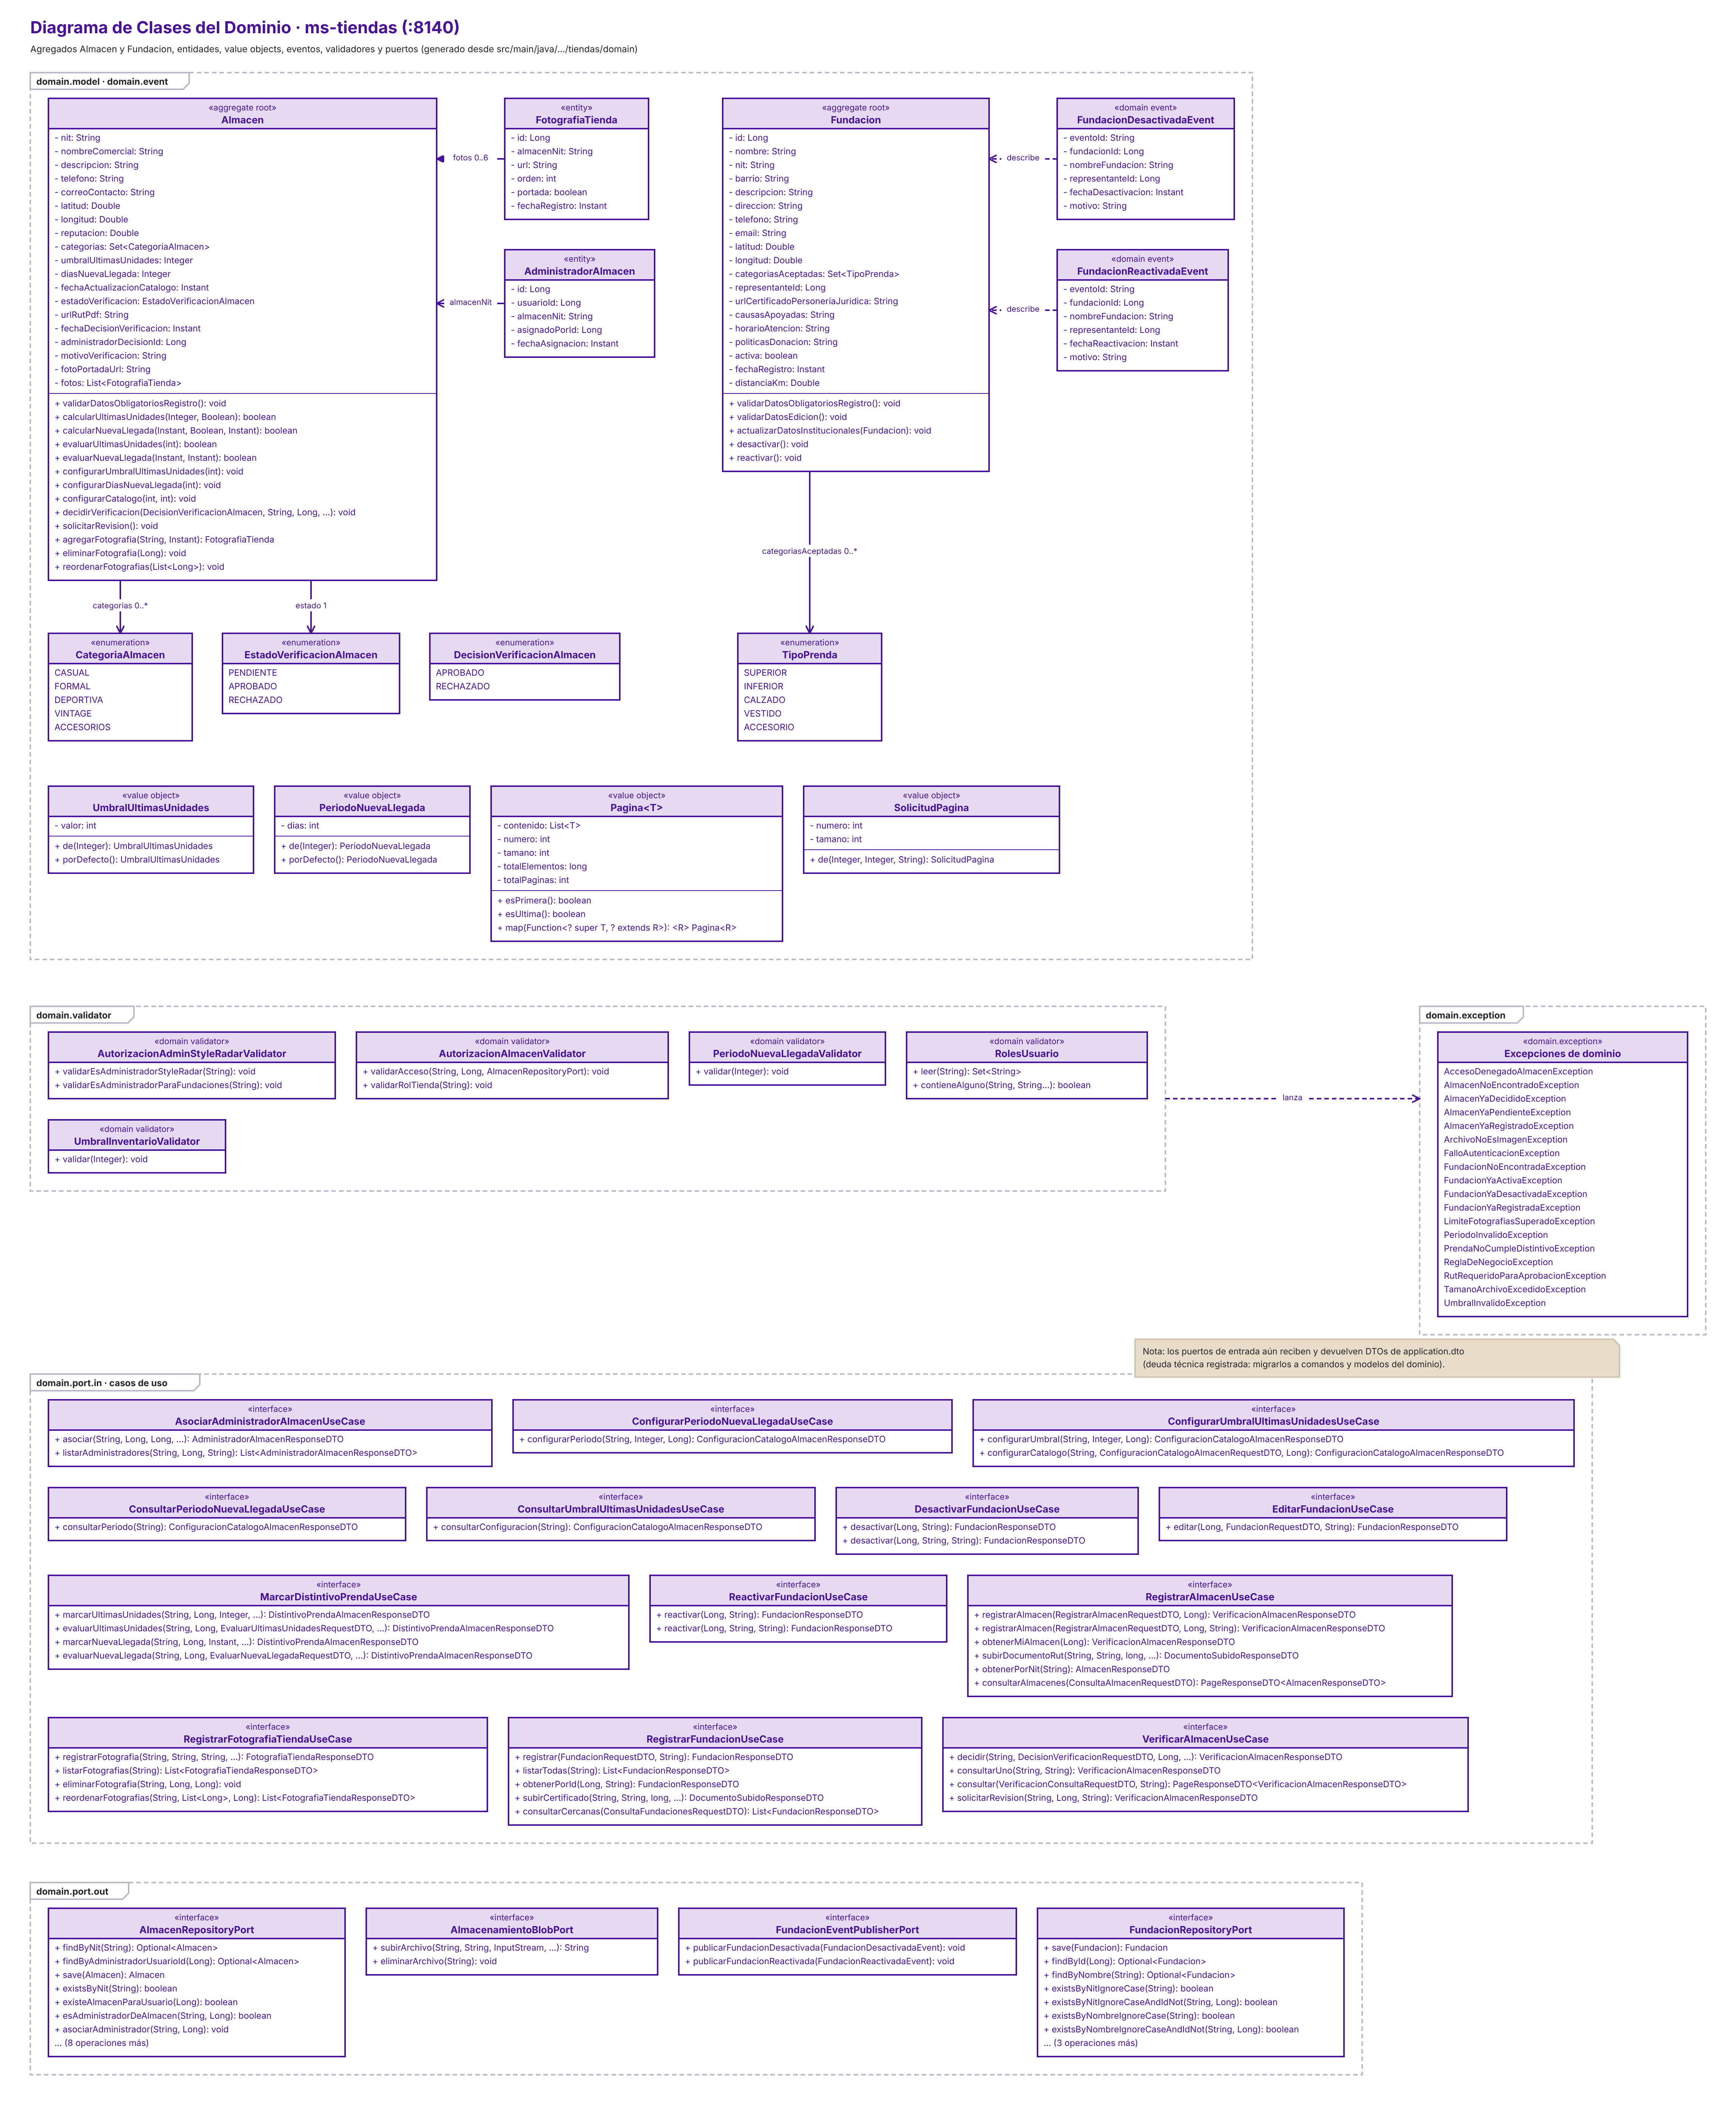 Diagrama de Clases del Dominio · ms-tiendas (:8140)
Agregados Almacen y Fundacion, entidades, value objects, eventos, validadores y puertos (generado desde src/main/java/.../tiendas/domain)
domain.model · domain.event
«aggregate root»
Almacen
- nit: String
- nombreComercial: String
- descripcion: String
- telefono: String
- correoContacto: String
- latitud: Double
- longitud: Double
- reputacion: Double
- categorias: Set<CategoriaAlmacen>
- umbralUltimasUnidades: Integer
- diasNuevaLlegada: Integer
- fechaActualizacionCatalogo: Instant
- estadoVerificacion: EstadoVerificacionAlmacen
- urlRutPdf: String
- fechaDecisionVerificacion: Instant
- administradorDecisionId: Long
- motivoVerificacion: String
- fotoPortadaUrl: String
- fotos: List<FotografiaTienda>
+ validarDatosObligatoriosRegistro(): void
+ calcularUltimasUnidades(Integer, Boolean): boolean
+ calcularNuevaLlegada(Instant, Boolean, Instant): boolean
+ evaluarUltimasUnidades(int): boolean
+ evaluarNuevaLlegada(Instant, Instant): boolean
+ configurarUmbralUltimasUnidades(int): void
+ configurarDiasNuevaLlegada(int): void
+ configurarCatalogo(int, int): void
+ decidirVerificacion(DecisionVerificacionAlmacen, String, Long, ...): void
+ solicitarRevision(): void
+ agregarFotografia(String, Instant): FotografiaTienda
+ eliminarFotografia(Long): void
+ reordenarFotografias(List<Long>): void
fotos 0..6
«entity»
FotografiaTienda
- id: Long
- almacenNit: String
- url: String
- orden: int
- portada: boolean
- fechaRegistro: Instant
almacenNit
«entity»
AdministradorAlmacen
- id: Long
- usuarioId: Long
- almacenNit: String
- asignadoPorId: Long
- fechaAsignacion: Instant
«aggregate root»
Fundacion
- id: Long
- nombre: String
- nit: String
- barrio: String
- descripcion: String
- direccion: String
- telefono: String
- email: String
- latitud: Double
- longitud: Double
- categoriasAceptadas: Set<TipoPrenda>
- representanteId: Long
- urlCertificadoPersoneriaJuridica: String
- causasApoyadas: String
- horarioAtencion: String
- politicasDonacion: String
- activa: boolean
- fechaRegistro: Instant
- distanciaKm: Double
+ validarDatosObligatoriosRegistro(): void
+ validarDatosEdicion(): void
+ actualizarDatosInstitucionales(Fundacion): void
+ desactivar(): void
+ reactivar(): void
describe
«domain event»
FundacionDesactivadaEvent
- eventoId: String
- fundacionId: Long
- nombreFundacion: String
- representanteId: Long
- fechaDesactivacion: Instant
- motivo: String
describe
«domain event»
FundacionReactivadaEvent
- eventoId: String
- fundacionId: Long
- nombreFundacion: String
- representanteId: Long
- fechaReactivacion: Instant
- motivo: String
categorias 0..*
estado 1
categoriasAceptadas 0..*
«enumeration»
CategoriaAlmacen
CASUAL
FORMAL
DEPORTIVA
VINTAGE
ACCESORIOS
«enumeration»
EstadoVerificacionAlmacen
PENDIENTE
APROBADO
RECHAZADO
«enumeration»
DecisionVerificacionAlmacen
APROBADO
RECHAZADO
«enumeration»
TipoPrenda
SUPERIOR
INFERIOR
CALZADO
VESTIDO
ACCESORIO
«value object»
UmbralUltimasUnidades
- valor: int
+ de(Integer): UmbralUltimasUnidades
+ porDefecto(): UmbralUltimasUnidades
«value object»
PeriodoNuevaLlegada
- dias: int
+ de(Integer): PeriodoNuevaLlegada
+ porDefecto(): PeriodoNuevaLlegada
«value object»
Pagina<T>
- contenido: List<T>
- numero: int
- tamano: int
- totalElementos: long
- totalPaginas: int
+ esPrimera(): boolean
+ esUltima(): boolean
+ map(Function<? super T, ? extends R>): <R> Pagina<R>
«value object»
SolicitudPagina
- numero: int
- tamano: int
+ de(Integer, Integer, String): SolicitudPagina
domain.validator
«domain validator»
AutorizacionAdminStyleRadarValidator
+ validarEsAdministradorStyleRadar(String): void
+ validarEsAdministradorParaFundaciones(String): void
«domain validator»
AutorizacionAlmacenValidator
+ validarAcceso(String, Long, AlmacenRepositoryPort): void
+ validarRolTienda(String): void
«domain validator»
PeriodoNuevaLlegadaValidator
+ validar(Integer): void
«domain validator»
RolesUsuario
+ leer(String): Set<String>
+ contieneAlguno(String, String...): boolean
«domain validator»
UmbralInventarioValidator
+ validar(Integer): void
lanza
domain.exception
«domain.exception»
Excepciones de dominio
AccesoDenegadoAlmacenException
AlmacenNoEncontradoException
AlmacenYaDecididoException
AlmacenYaPendienteException
AlmacenYaRegistradoException
ArchivoNoEsImagenException
FalloAutenticacionException
FundacionNoEncontradaException
FundacionYaActivaException
FundacionYaDesactivadaException
FundacionYaRegistradaException
LimiteFotografiasSuperadoException
PeriodoInvalidoException
PrendaNoCumpleDistintivoException
ReglaDeNegocioException
RutRequeridoParaAprobacionException
TamanoArchivoExcedidoException
UmbralInvalidoException
Nota: los puertos de entrada aún reciben y devuelven DTOs de application.dto
(deuda técnica registrada: migrarlos a comandos y modelos del dominio).
domain.port.in · casos de uso
«interface»
AsociarAdministradorAlmacenUseCase
+ asociar(String, Long, Long, ...): AdministradorAlmacenResponseDTO
+ listarAdministradores(String, Long, String): List<AdministradorAlmacenResponseDTO>
«interface»
ConfigurarPeriodoNuevaLlegadaUseCase
+ configurarPeriodo(String, Integer, Long): ConfiguracionCatalogoAlmacenResponseDTO
«interface»
ConfigurarUmbralUltimasUnidadesUseCase
+ configurarUmbral(String, Integer, Long): ConfiguracionCatalogoAlmacenResponseDTO
+ configurarCatalogo(String, ConfiguracionCatalogoAlmacenRequestDTO, Long): ConfiguracionCatalogoAlmacenResponseDTO
«interface»
ConsultarPeriodoNuevaLlegadaUseCase
+ consultarPeriodo(String): ConfiguracionCatalogoAlmacenResponseDTO
«interface»
ConsultarUmbralUltimasUnidadesUseCase
+ consultarConfiguracion(String): ConfiguracionCatalogoAlmacenResponseDTO
«interface»
DesactivarFundacionUseCase
+ desactivar(Long, String): FundacionResponseDTO
+ desactivar(Long, String, String): FundacionResponseDTO
«interface»
EditarFundacionUseCase
+ editar(Long, FundacionRequestDTO, String): FundacionResponseDTO
«interface»
MarcarDistintivoPrendaUseCase
+ marcarUltimasUnidades(String, Long, Integer, ...): DistintivoPrendaAlmacenResponseDTO
+ evaluarUltimasUnidades(String, Long, EvaluarUltimasUnidadesRequestDTO, ...): DistintivoPrendaAlmacenResponseDTO
+ marcarNuevaLlegada(String, Long, Instant, ...): DistintivoPrendaAlmacenResponseDTO
+ evaluarNuevaLlegada(String, Long, EvaluarNuevaLlegadaRequestDTO, ...): DistintivoPrendaAlmacenResponseDTO
«interface»
ReactivarFundacionUseCase
+ reactivar(Long, String): FundacionResponseDTO
+ reactivar(Long, String, String): FundacionResponseDTO
«interface»
RegistrarAlmacenUseCase
+ registrarAlmacen(RegistrarAlmacenRequestDTO, Long): VerificacionAlmacenResponseDTO
+ registrarAlmacen(RegistrarAlmacenRequestDTO, Long, String): VerificacionAlmacenResponseDTO
+ obtenerMiAlmacen(Long): VerificacionAlmacenResponseDTO
+ subirDocumentoRut(String, String, long, ...): DocumentoSubidoResponseDTO
+ obtenerPorNit(String): AlmacenResponseDTO
+ consultarAlmacenes(ConsultaAlmacenRequestDTO): PageResponseDTO<AlmacenResponseDTO>
«interface»
RegistrarFotografiaTiendaUseCase
+ registrarFotografia(String, String, String, ...): FotografiaTiendaResponseDTO
+ listarFotografias(String): List<FotografiaTiendaResponseDTO>
+ eliminarFotografia(String, Long, Long): void
+ reordenarFotografias(String, List<Long>, Long): List<FotografiaTiendaResponseDTO>
«interface»
RegistrarFundacionUseCase
+ registrar(FundacionRequestDTO, String): FundacionResponseDTO
+ listarTodas(String): List<FundacionResponseDTO>
+ obtenerPorId(Long, String): FundacionResponseDTO
+ subirCertificado(String, String, long, ...): DocumentoSubidoResponseDTO
+ consultarCercanas(ConsultaFundacionesRequestDTO): List<FundacionResponseDTO>
«interface»
VerificarAlmacenUseCase
+ decidir(String, DecisionVerificacionRequestDTO, Long, ...): VerificacionAlmacenResponseDTO
+ consultarUno(String, String): VerificacionAlmacenResponseDTO
+ consultar(VerificacionConsultaRequestDTO, String): PageResponseDTO<VerificacionAlmacenResponseDTO>
+ solicitarRevision(String, Long, String): VerificacionAlmacenResponseDTO
domain.port.out
«interface»
AlmacenRepositoryPort
+ findByNit(String): Optional<Almacen>
+ findByAdministradorUsuarioId(Long): Optional<Almacen>
+ save(Almacen): Almacen
+ existsByNit(String): boolean
+ existeAlmacenParaUsuario(Long): boolean
+ esAdministradorDeAlmacen(String, Long): boolean
+ asociarAdministrador(String, Long): void
... (8 operaciones más)
«interface»
AlmacenamientoBlobPort
+ subirArchivo(String, String, InputStream, ...): String
+ eliminarArchivo(String): void
«interface»
FundacionEventPublisherPort
+ publicarFundacionDesactivada(FundacionDesactivadaEvent): void
+ publicarFundacionReactivada(FundacionReactivadaEvent): void
«interface»
FundacionRepositoryPort
+ save(Fundacion): Fundacion
+ findById(Long): Optional<Fundacion>
+ findByNombre(String): Optional<Fundacion>
+ existsByNitIgnoreCase(String): boolean
+ existsByNitIgnoreCaseAndIdNot(String, Long): boolean
+ existsByNombreIgnoreCase(String): boolean
+ existsByNombreIgnoreCaseAndIdNot(String, Long): boolean
... (3 operaciones más)